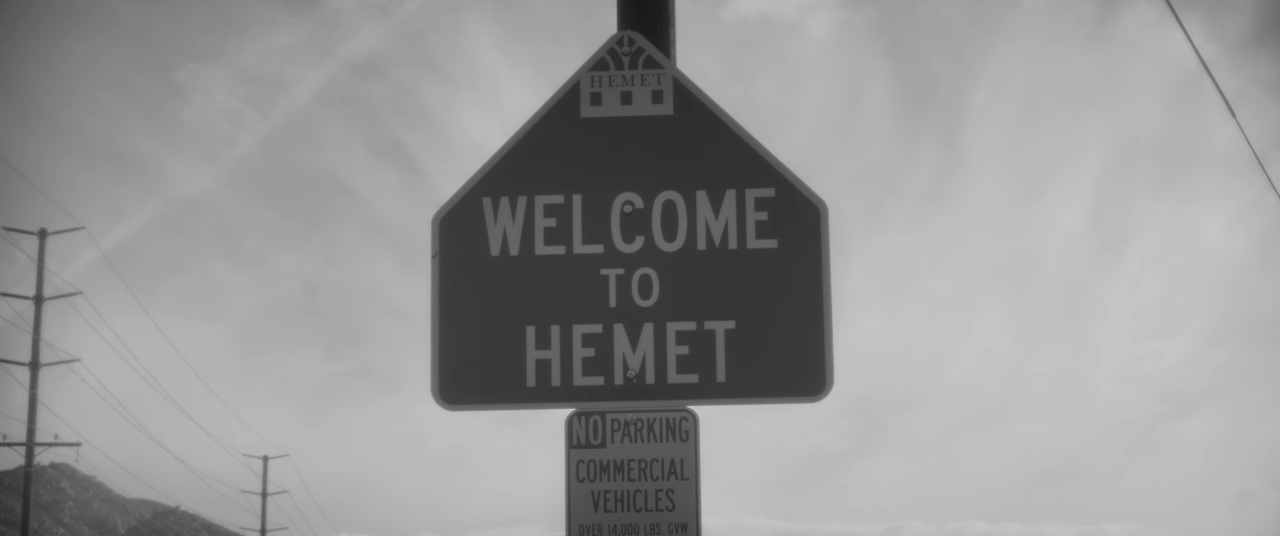 HEMET
WELCOME
TO
HEMET
NO PARKING
COMMERCIAL
VEHICLES
OVER 14,000 LBS. GVW